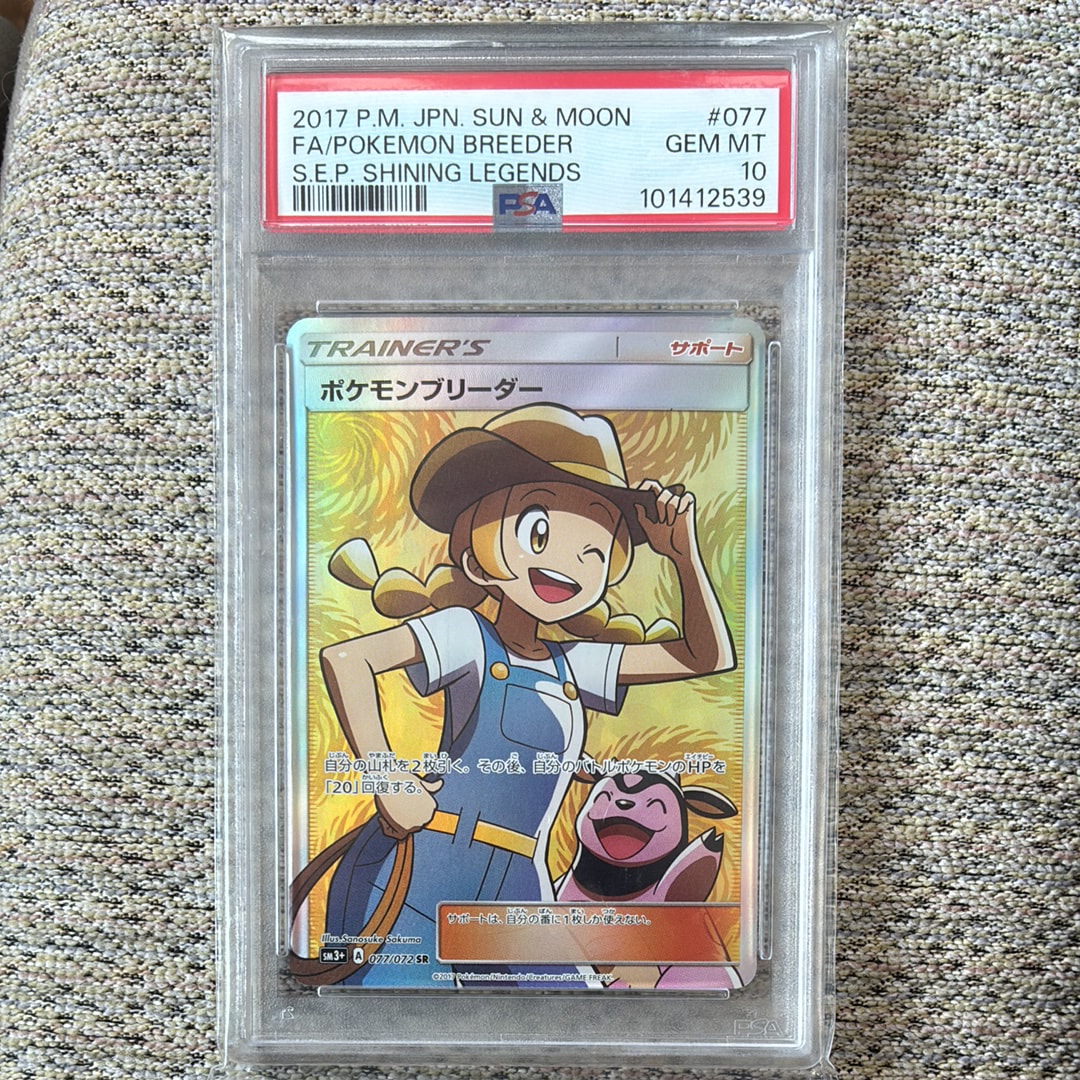 2017 P.M. JPN. SUN & MOON #077
FA/POKEMON BREEDER GEM MT
S.E.P. SHINING LEGENDS 10
PSA 101412539
TRAINER'S サポート
ポケモンブリーダー
自分の山札を2枚引く。その後、自分のバトルポケモンのHPを
「20」回復する。
サポートは、自分の番に1枚しか使えない。
Illus.Sanosuke Sakuma
SM3+ A 077/072 SR
©2017 Pokémon/Nintendo/Creatures/GAME FREAK.
PSA